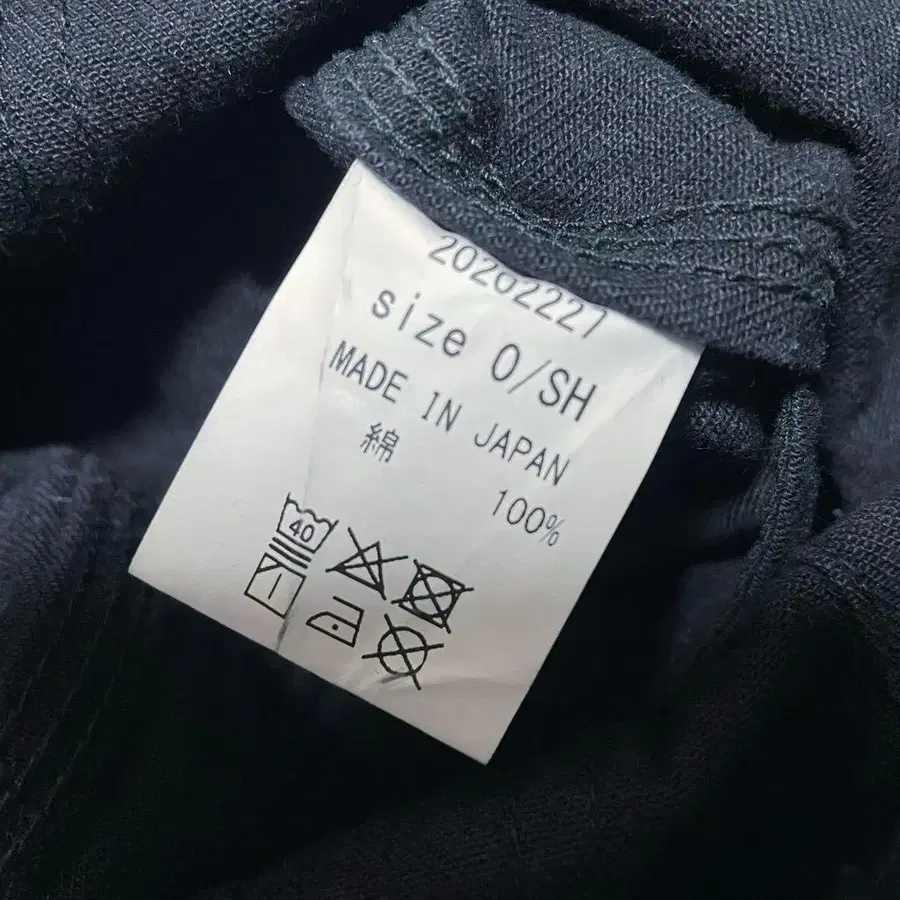 20262227
size 0/SH
MADE IN JAPAN
綿
100%
40